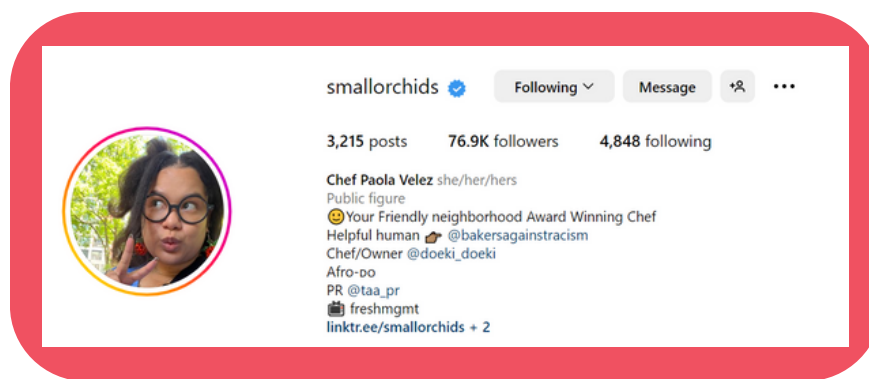 smallorchids Following Message
3,215 posts 76.9K followers 4,848 following
Chef Paola Velez she/her/hers
Public figure
🙂Your Friendly neighborhood Award Winning Chef
Helpful human 👉🏾 @bakersagainstracism
Chef/Owner @doeki_doeki
Afro-ᴅᴏ
PR @taa_pr
📺 freshmgmt
linktr.ee/smallorchids + 2